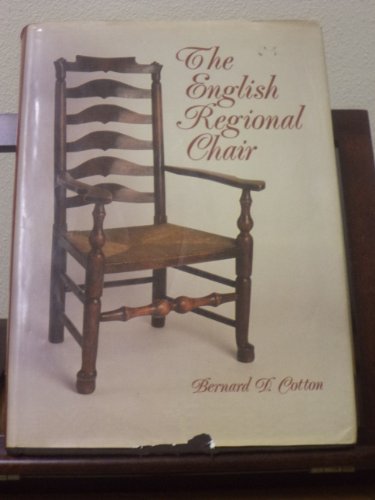 The
English
Regional
Chair
Bernard D. Cotton